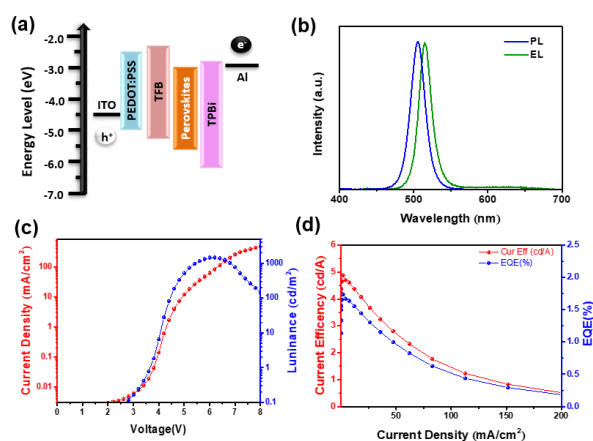 (a)
Energy Level (eV)
-2.0
-3.0
-4.0
-5.0
-6.0
-7.0
ITO
h+
PEDOT:PSS
TFB
Perovskites
TPBi
e-
Al
(b)
Intensity (a.u.)
PL
EL
400 500 600 700
Wavelength (nm)
(c)
Current Density (mA/cm2)
100
10
1
0.1
0.01
0 1 2 3 4 5 6 7 8
Voltage(V)
1000
100
10
1
0.1
Luninance (cd/m2)
(d)
Current Efficency (cd/A)
6
5
4
3
2
1
0
Cur Eff (cd/A)
EQE(%)
0 50 100 150 200
Current Density (mA/cm2)
2.5
2.0
1.5
1.0
0.5
0.0
EQE(%)